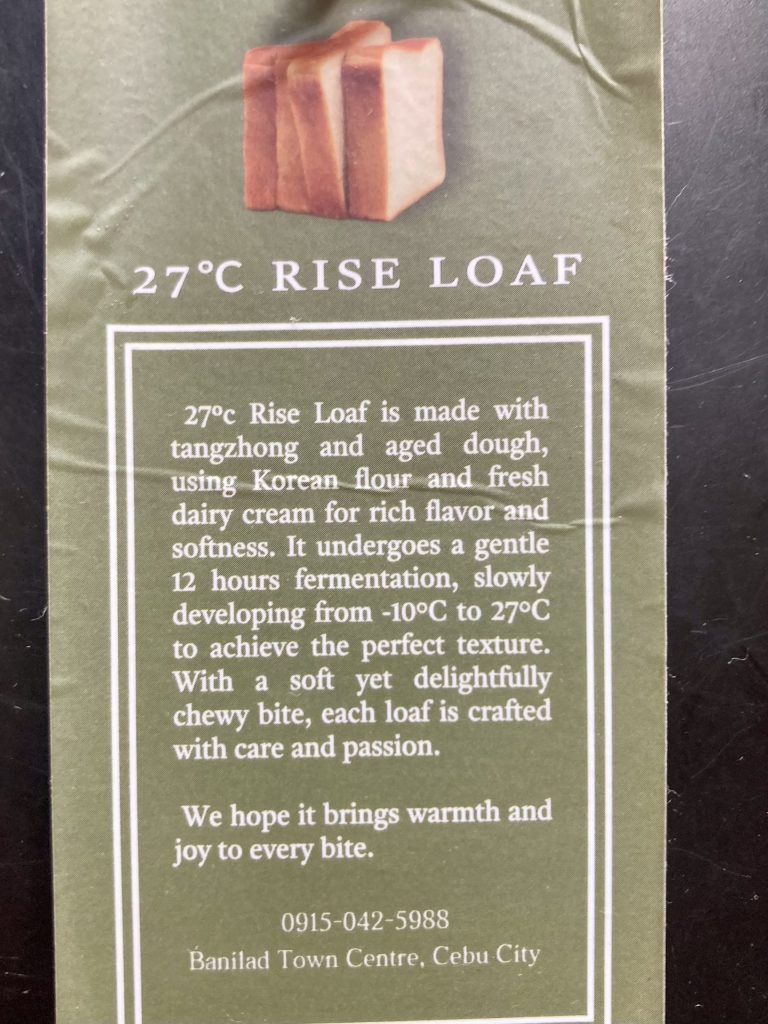 27°C RISE LOAF
27°c Rise Loaf is made with
tangzhong and aged dough,
using Korean flour and fresh
dairy cream for rich flavor and
softness. It undergoes a gentle
12 hours fermentation, slowly
developing from -10°C to 27°C
to achieve the perfect texture.
With a soft yet delightfully
chewy bite, each loaf is crafted
with care and passion.
We hope it brings warmth and
joy to every bite.
0915-042-5988
Banilad Town Centre, Cebu City